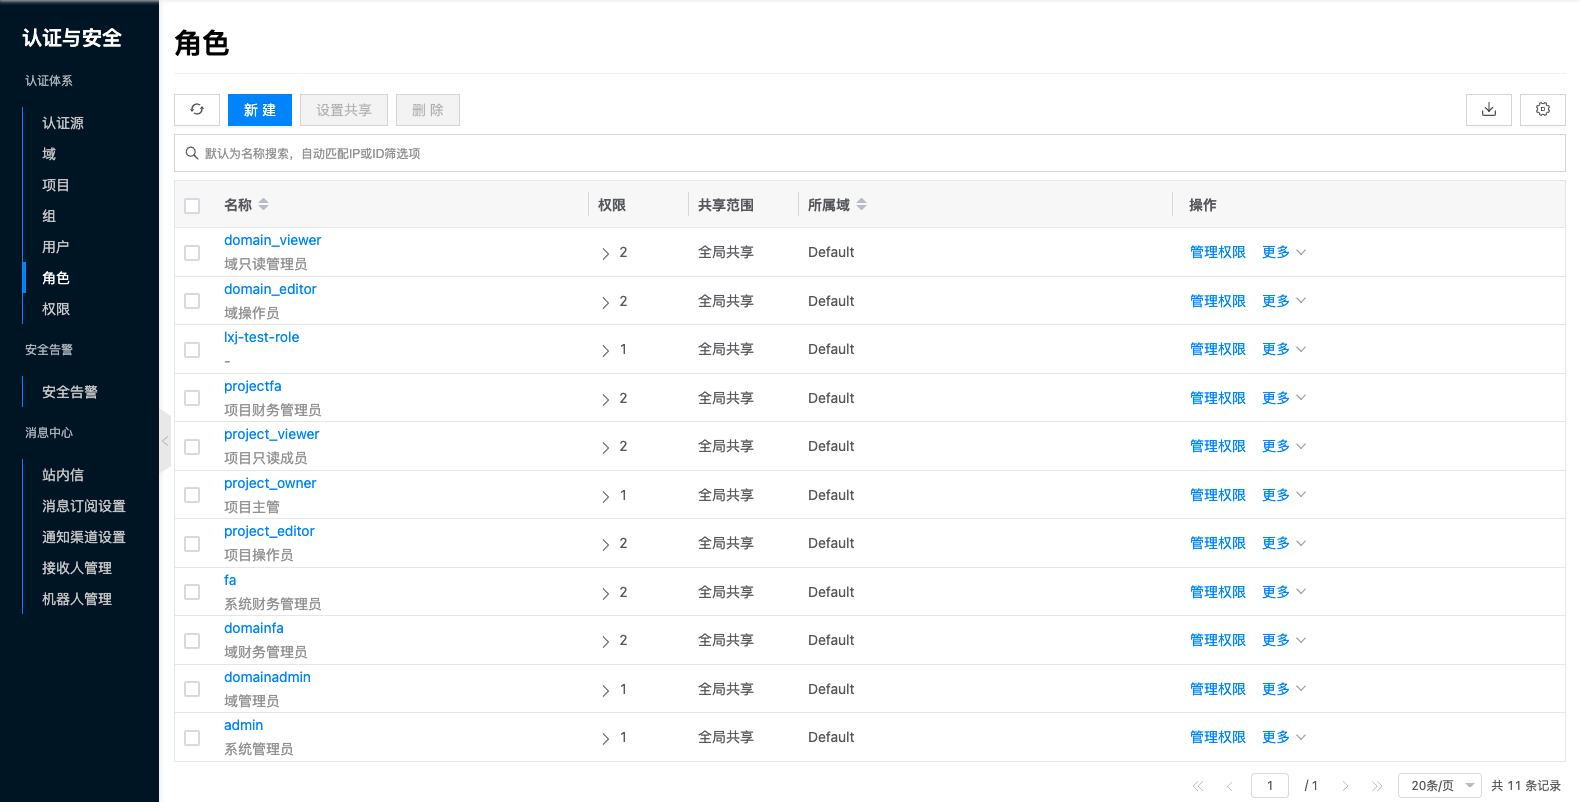 认证与安全
认证体系
认证源
域
项目
组
用户
角色
权限
安全告警
安全告警
消息中心
站内信
消息订阅设置
通知渠道设置
接收人管理
机器人管理
角色
新 建 设置共享 删 除
默认为名称搜索，自动匹配IP或ID筛选项
名称 权限 共享范围 所属域 操作
domain_viewer
域只读管理员
2 全局共享 Default 管理权限 更多
domain_editor
域操作员
2 全局共享 Default 管理权限 更多
lxj-test-role
-
1 全局共享 Default 管理权限 更多
projectfa
项目财务管理员
2 全局共享 Default 管理权限 更多
project_viewer
项目只读成员
2 全局共享 Default 管理权限 更多
project_owner
项目主管
1 全局共享 Default 管理权限 更多
project_editor
项目操作员
2 全局共享 Default 管理权限 更多
fa
系统财务管理员
2 全局共享 Default 管理权限 更多
domainfa
域财务管理员
2 全局共享 Default 管理权限 更多
domainadmin
域管理员
1 全局共享 Default 管理权限 更多
admin
系统管理员
1 全局共享 Default 管理权限 更多
1 / 1 20条/页 共 11 条记录